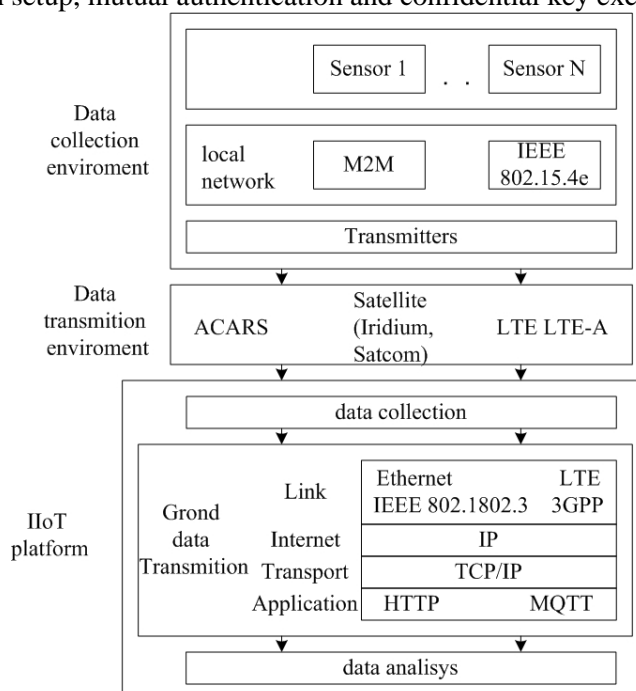 setup, mutual authentication and confidential key exc
Sensor 1 . . Sensor N
Data
collection
enviroment
local
network
M2M
IEEE
802.15.4e
Transmitters
Data
transmition
enviroment
ACARS
Satellite
(Iridium,
Satcom)
LTE LTE-A
data collection
IIoT
platform
Grond
data
Transmition
Link
Ethernet LTE
IEEE 802.1802.3 3GPP
Internet IP
Transport TCP/IP
Application HTTP MQTT
data analisys